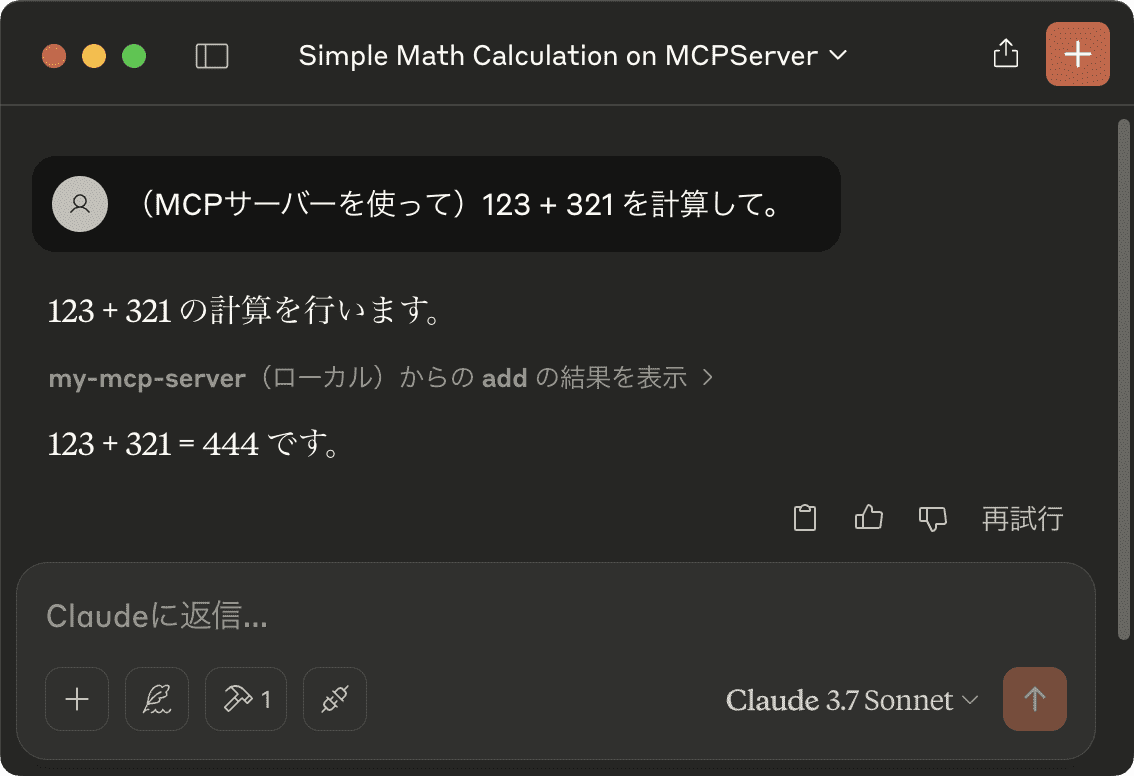 Simple Math Calculation on MCPServer
（MCPサーバーを使って）123 + 321 を計算して。
123 + 321 の計算を行います。
my-mcp-server（ローカル）からの add の結果を表示
123 + 321 = 444 です。
再試行
Claudeに返信...
1
Claude 3.7 Sonnet